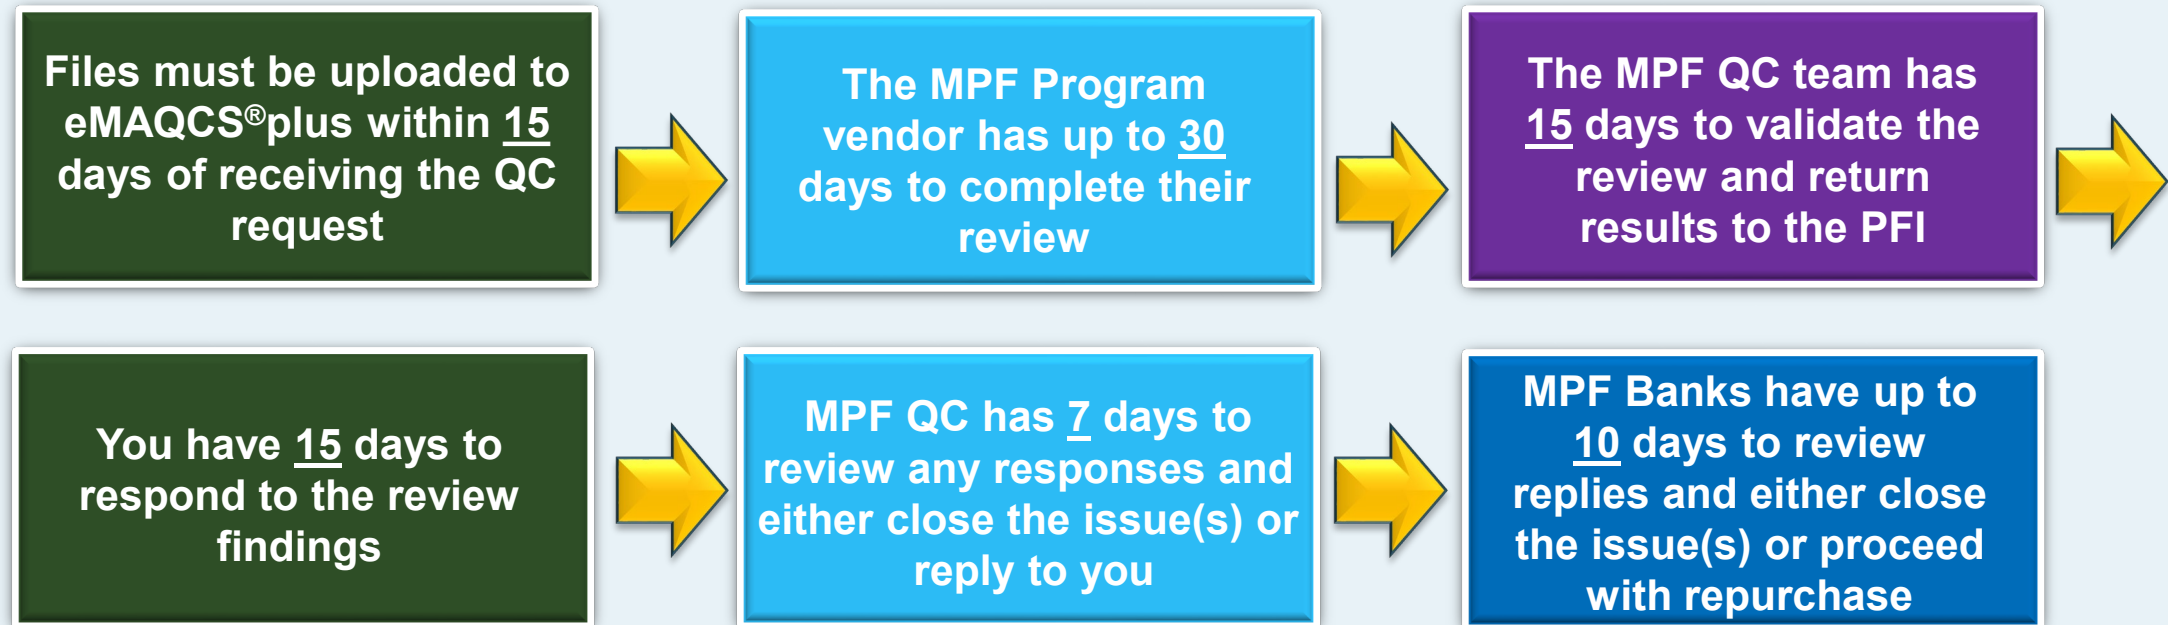 Files must be uploaded to
eMAQCS®plus within 15
days of receiving the QC
request
The MPF Program
vendor has up to 30
days to complete their
review
The MPF QC team has
15 days to validate the
review and return
results to the PFI
You have 15 days to
respond to the review
findings
MPF QC has 7 days to
review any responses and
either close the issue(s) or
reply to you
MPF Banks have up to
10 days to review
replies and either close
the issue(s) or proceed
with repurchase